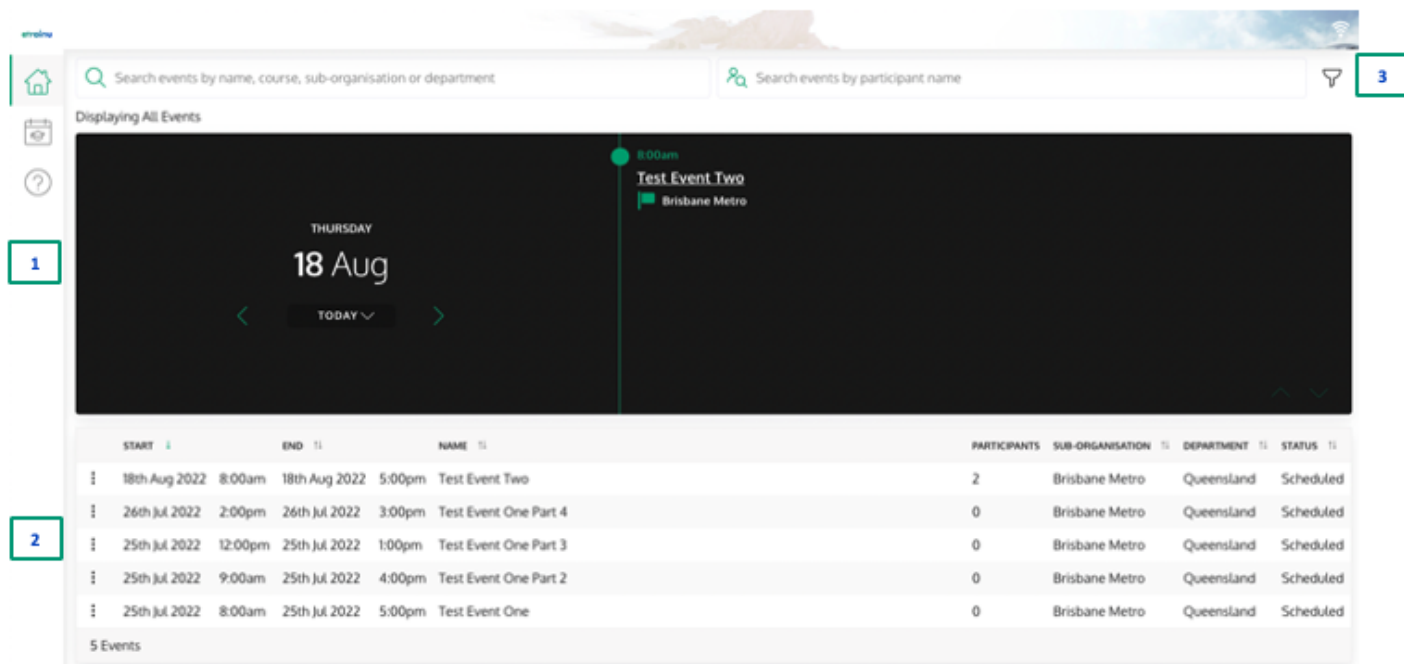 etrainu
Search events by name, course, sub-organisation or department
Search events by participant name
3
Displaying All Events
8:00am
Test Event Two
Brisbane Metro
THURSDAY
18 Aug
TODAY
1
START END NAME PARTICIPANTS SUB-ORGANISATION DEPARTMENT STATUS
18th Aug 2022 8:00am 18th Aug 2022 5:00pm Test Event Two 2 Brisbane Metro Queensland Scheduled
26th Jul 2022 2:00pm 26th Jul 2022 3:00pm Test Event One Part 4 0 Brisbane Metro Queensland Scheduled
2
25th Jul 2022 12:00pm 25th Jul 2022 1:00pm Test Event One Part 3 0 Brisbane Metro Queensland Scheduled
25th Jul 2022 9:00am 25th Jul 2022 4:00pm Test Event One Part 2 0 Brisbane Metro Queensland Scheduled
25th Jul 2022 8:00am 25th Jul 2022 5:00pm Test Event One 0 Brisbane Metro Queensland Scheduled
5 Events